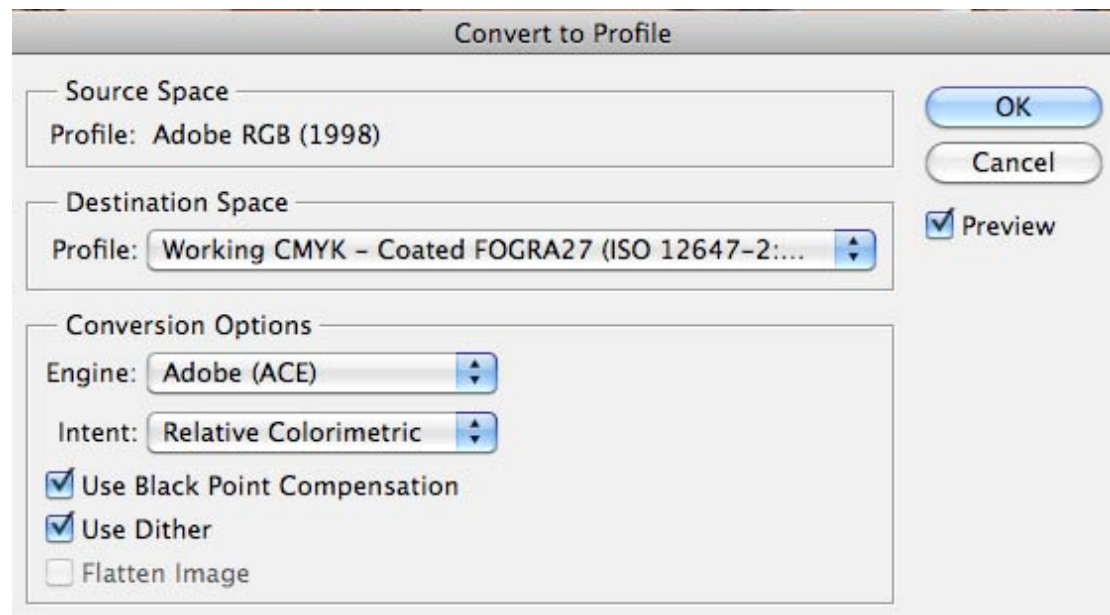 Convert to Profile
Source Space
Profile: Adobe RGB (1998)
OK
Cancel
Preview
Destination Space
Profile: Working CMYK – Coated FOGRA27 (ISO 12647-2:...
Conversion Options
Engine: Adobe (ACE)
Intent: Relative Colorimetric
Use Black Point Compensation
Use Dither
Flatten Image